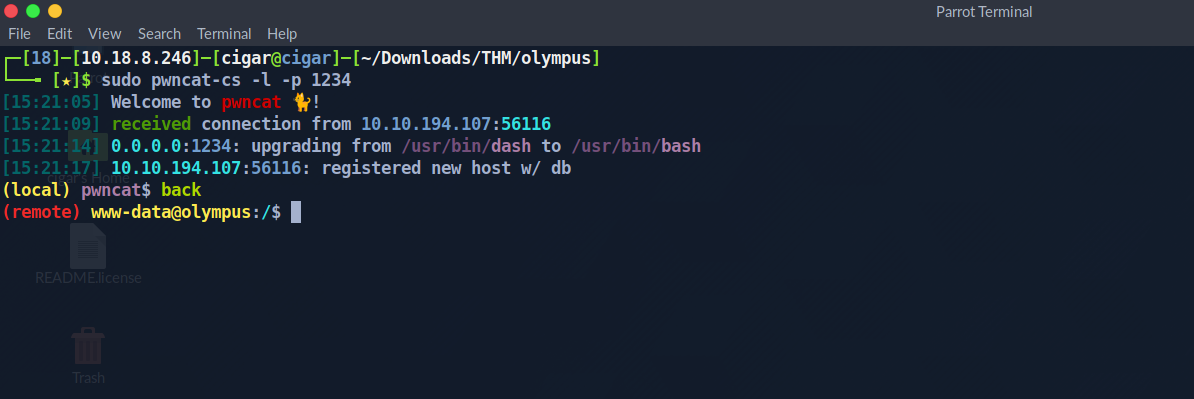 Parrot Terminal
File Edit View Search Terminal Help
┌─[18]─[10.18.8.246]─[cigar@cigar]─[~/Downloads/THM/olympus]
└──╼ [★]$ sudo pwncat-cs -l -p 1234
[15:21:05] Welcome to pwncat 🐈!
[15:21:09] received connection from 10.10.194.107:56116
[15:21:14] 0.0.0.0:1234: upgrading from /usr/bin/dash to /usr/bin/bash
[15:21:17] 10.10.194.107:56116: registered new host w/ db
cigar's Home
(local) pwncat$ back
(remote) www-data@olympus:/$
README.license
Trash